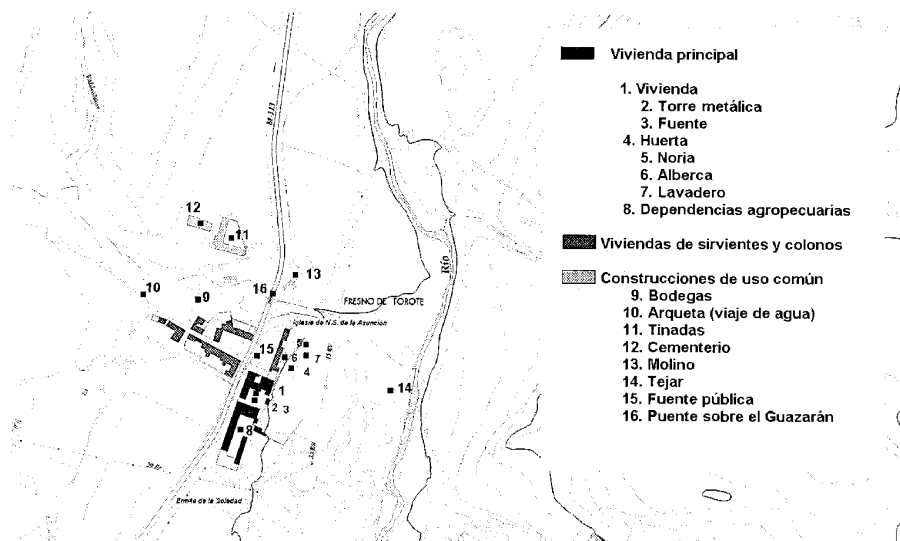 Vivienda principal
1. Vivienda
2. Torre metálica
3. Fuente
4. Huerta
5. Noria
6. Alberca
7. Lavadero
8. Dependencias agropecuarias
Viviendas de sirvientes y colonos
Construcciones de uso común
9. Bodegas
10. Arqueta (viaje de agua)
11. Tinadas
12. Cementerio
13. Molino
14. Tejar
15. Fuente pública
16. Puente sobre el Guazarán
M-113
Río
12
11
13
10
9
16
FRESNO DE TOROTE
Iglesia de N.S. de la Asunción
15
5
6
7
4
14
1
2
3
8
Ermita de la Soledad